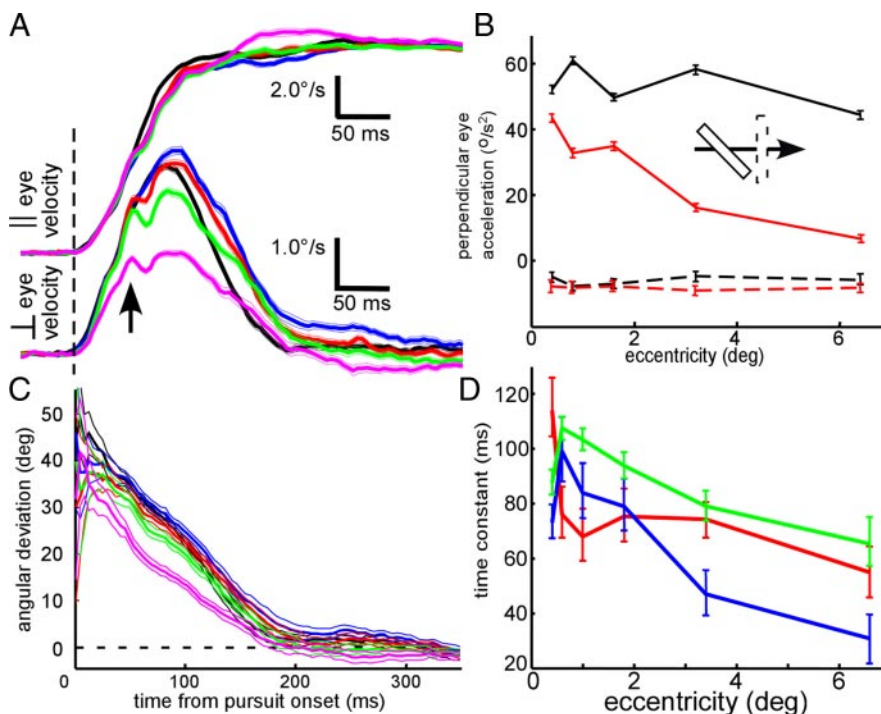 A
2.0°/s
50 ms
|| eye
velocity
1.0°/s
50 ms
⊥ eye
velocity
B
60
40
20
0
perpendicular eye
acceleration (º/s²)
0 2 4 6
eccentricity (deg)
C
50
40
30
20
10
0
angular deviation (deg)
0 100 200 300
time from pursuit onset (ms)
D
120
100
80
60
40
20
time constant (ms)
0 2 4 6
eccentricity (deg)